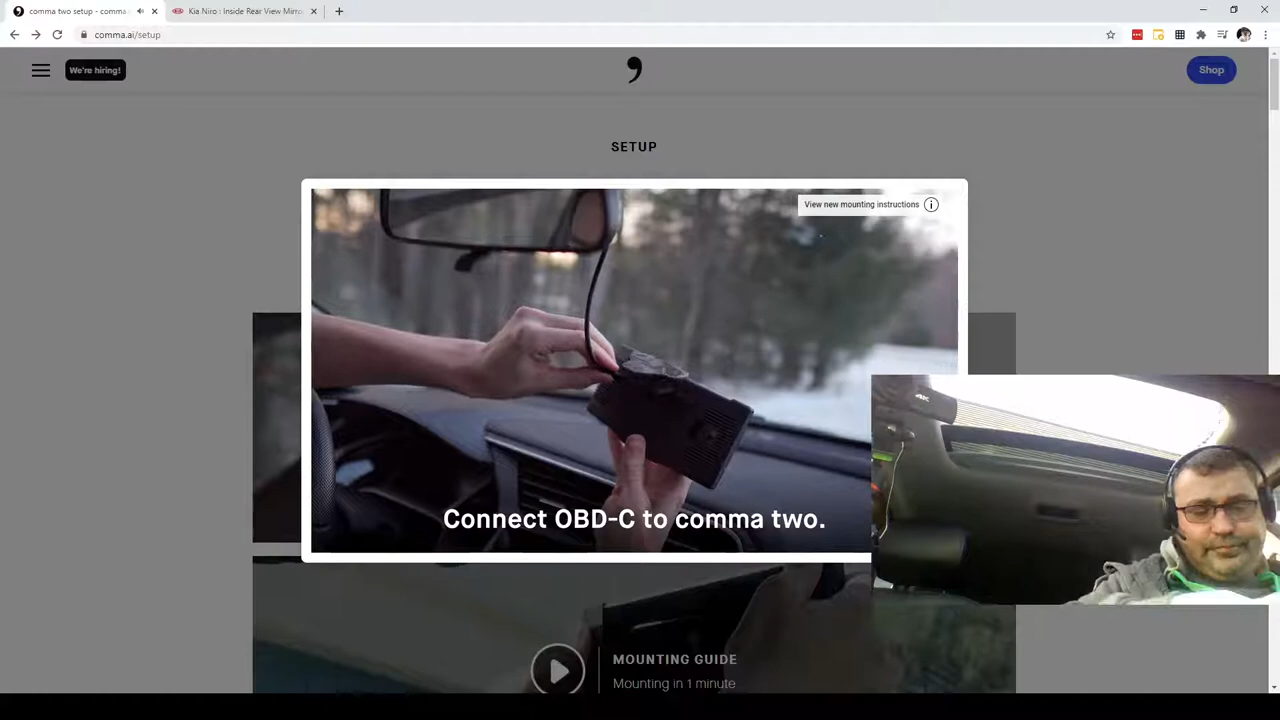 comma two setup - comma
Kia Niro : Inside Rear View Mirro
comma.ai/setup
We're hiring!
Shop
SETUP
View new mounting instructions
Connect OBD-C to comma two.
MOUNTING GUIDE
Mounting in 1 minute